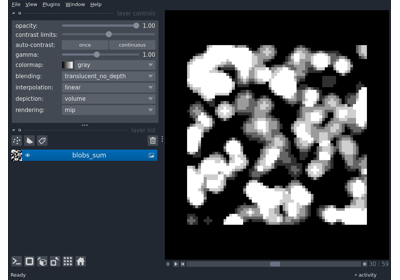 File View Plugins Window Help
layer controls
opacity: 1.00
contrast limits:
auto-contrast: once continuous
gamma: 1.00
colormap: gray
blending: translucent_no_depth
interpolation: linear
depiction: volume
rendering: mip
layer list
blobs_sum
30 59
Ready
activity